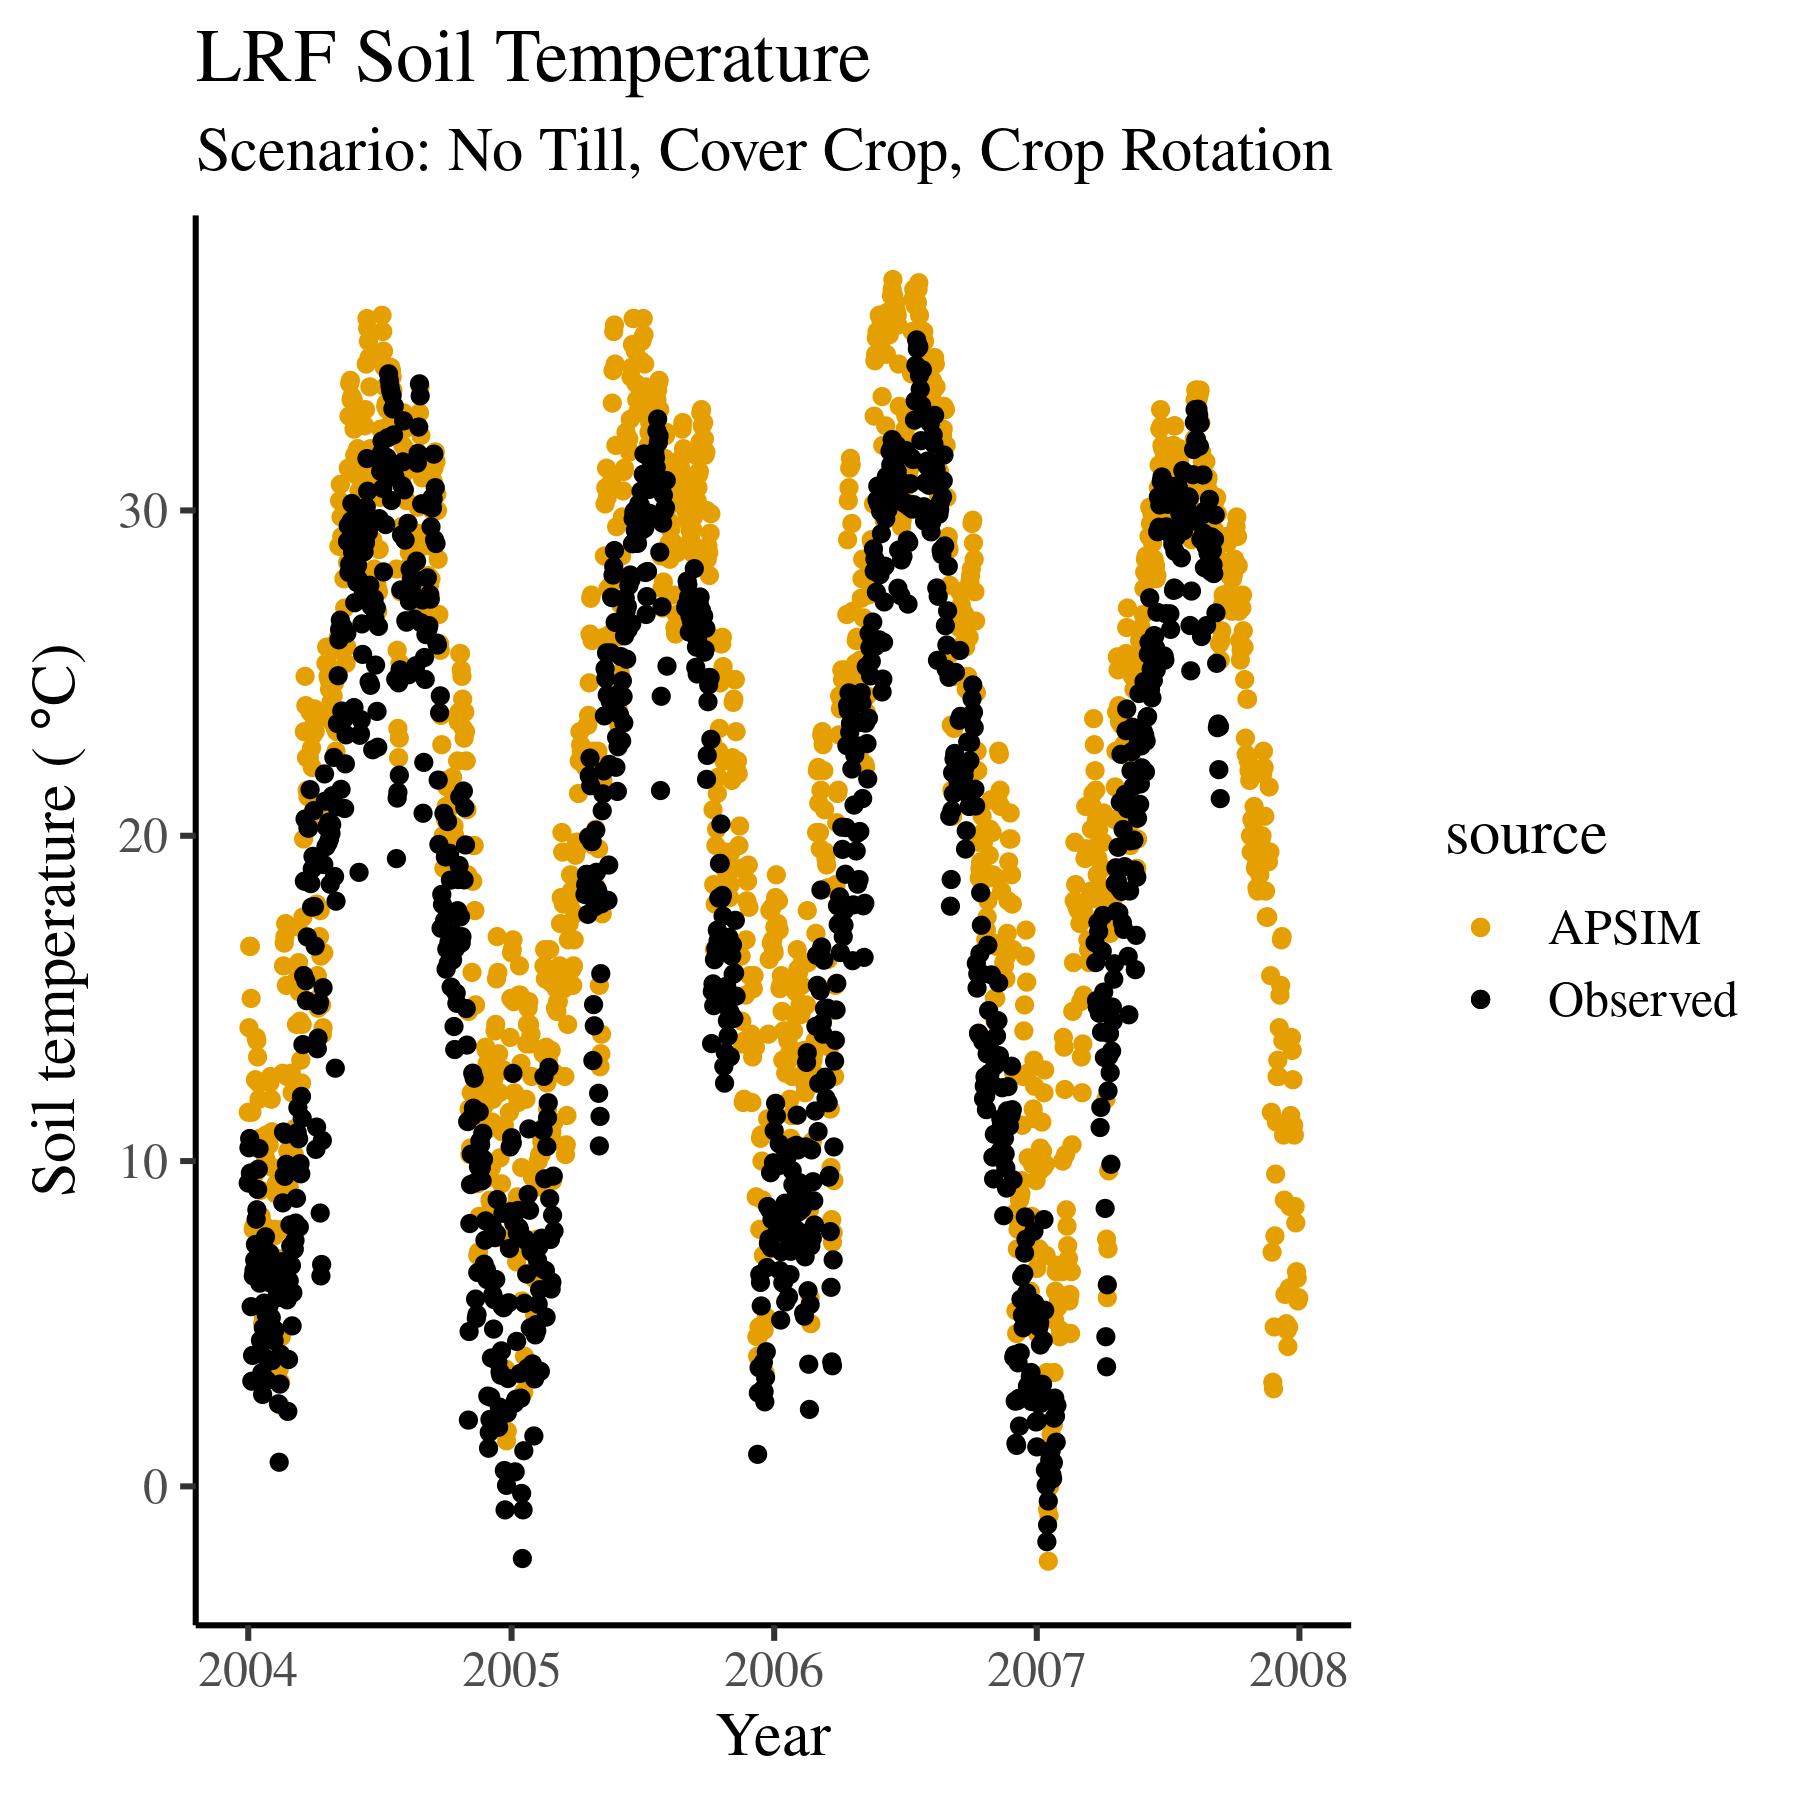 LRF Soil Temperature
Scenario: No Till, Cover Crop, Crop Rotation
Soil temperature ( °C)
30
20
10
0
2004 2005 2006 2007 2008
Year
source
APSIM
Observed